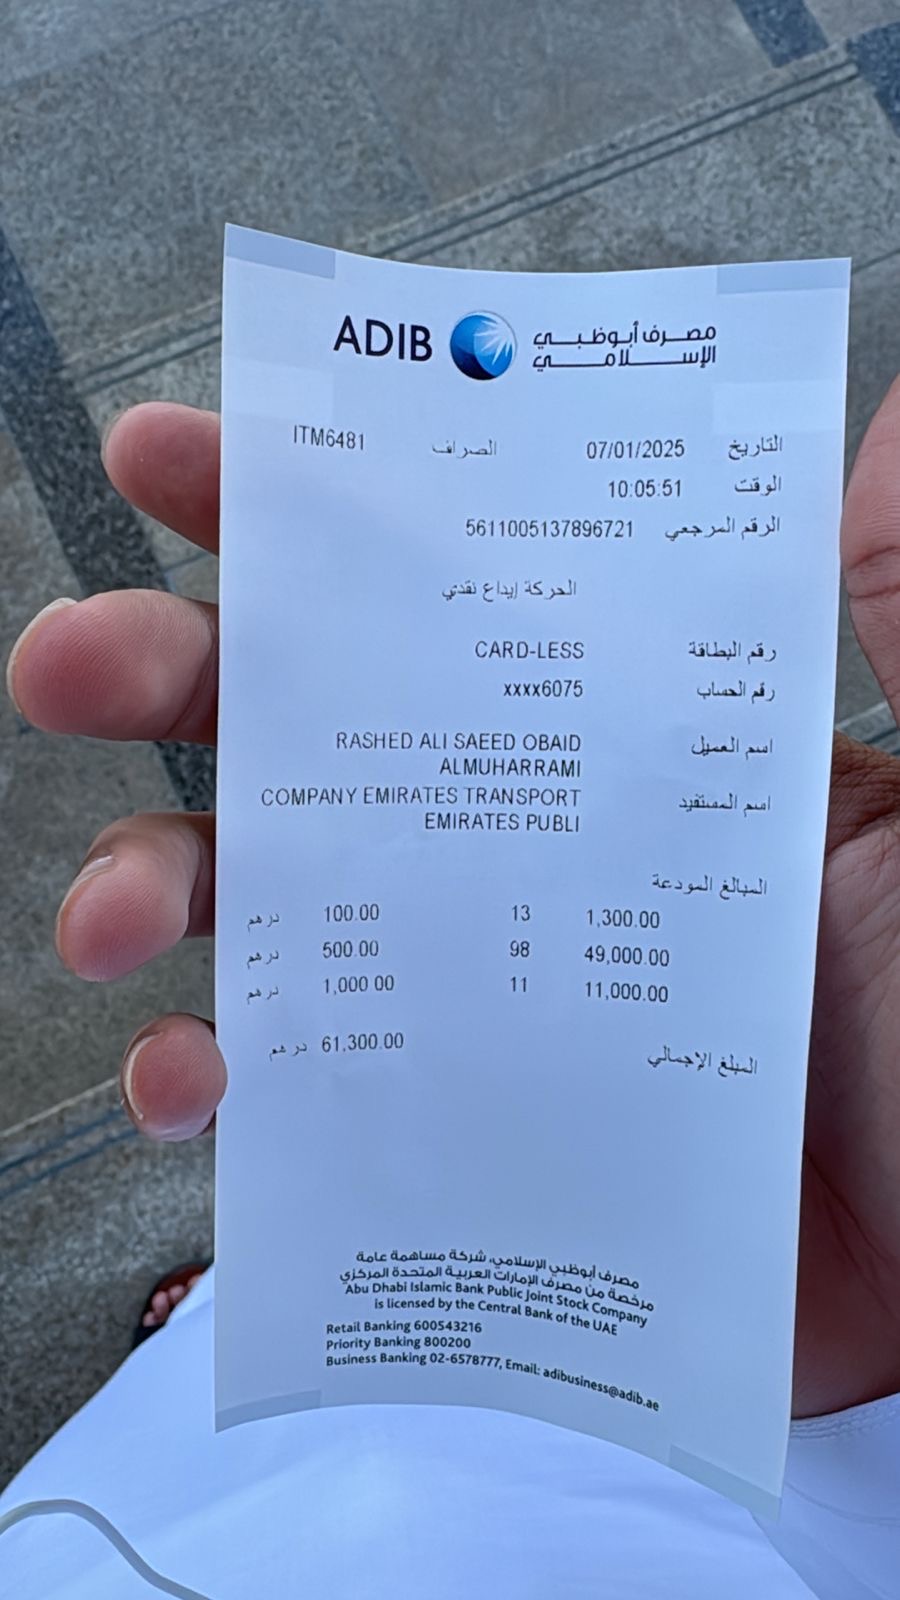 ADIB مصرف أبوظبي
الإسلامي
التاريخ 07/01/2025 الصراف ITM6481
الوقت 10:05:51
الرقم المرجعي 5611005137896721
الحركة إيداع نقدي
رقم البطاقة CARD-LESS
رقم الحساب xxxx6075
اسم العميل RASHED ALI SAEED OBAID
ALMUHARRAMI
اسم المستفيد COMPANY EMIRATES TRANSPORT
EMIRATES PUBLI
المبالغ المودعة
1,300.00 13 100.00 درهم
49,000.00 98 500.00 درهم
11,000.00 11 1,000.00 درهم
المبلغ الإجمالي 61,300.00 درهم
مصرف أبوظبي الإسلامي، شركة مساهمة عامة
مرخصة من مصرف الإمارات العربية المتحدة المركزي
Abu Dhabi Islamic Bank Public Joint Stock Company
is licensed by the Central Bank of the UAE
Retail Banking 600543216
Priority Banking 800200
Business Banking 02-6578777, Email: adibusiness@adib.ae